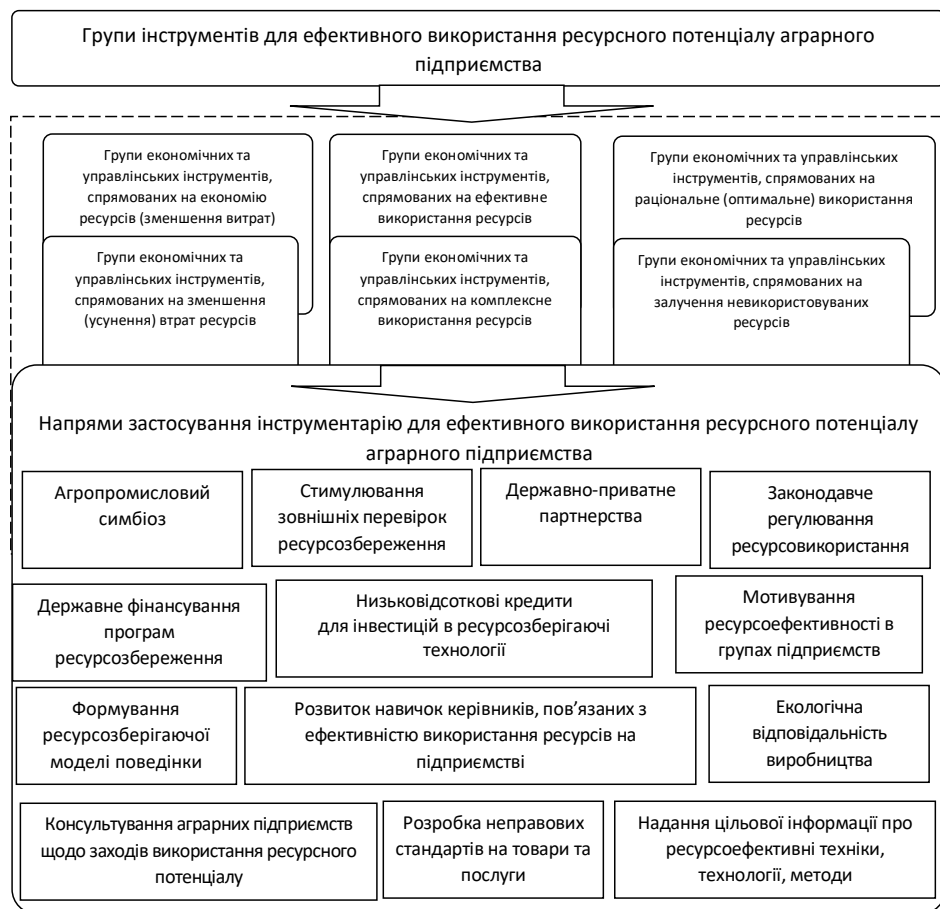 Групи інструментів для ефективного використання ресурсного потенціалу аграрного
підприємства
Групи економічних та
управлінських інструментів,
спрямованих на економію
ресурсів (зменшення витрат)
Групи економічних та
управлінських інструментів,
спрямованих на ефективне
використання ресурсів
Групи економічних та управлінських
інструментів, спрямованих на
раціональне (оптимальне) використання
ресурсів
Групи економічних та
управлінських інструментів,
спрямованих на зменшення
(усунення) втрат ресурсів
Групи економічних та
управлінських інструментів,
спрямованих на комплексне
використання ресурсів
Групи економічних та управлінських
інструментів, спрямованих на
залучення невикористовуваних
ресурсів
Напрями застосування інструментарію для ефективного використання ресурсного потенціалу
аграрного підприємства
Агропромисловий
симбіоз
Стимулювання
зовнішніх перевірок
ресурсозбереження
Державно-приватне
партнерства
Законодавче
регулювання
ресурсовикористання
Державне фінансування
програм
ресурсозбереження
Низьковідсоткові кредити
для інвестицій в ресурсозберігаючі
технології
Мотивування
ресурсоефективності в
групах підприємств
Формування
ресурсозберігаючої
моделі поведінки
Розвиток навичок керівників, пов’язаних з
ефективністю використання ресурсів на
підприємстві
Екологічна
відповідальність
виробництва
Консультування аграрних підприємств
щодо заходів використання ресурсного
потенціалу
Розробка неправових
стандартів на товари та
послуги
Надання цільової інформації про
ресурсоефективні техніки,
технології, методи